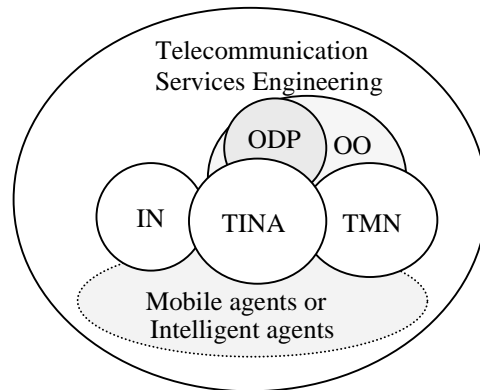 Telecommunication
Services Engineering
ODP OO
IN TINA TMN
Mobile agents or
Intelligent agents